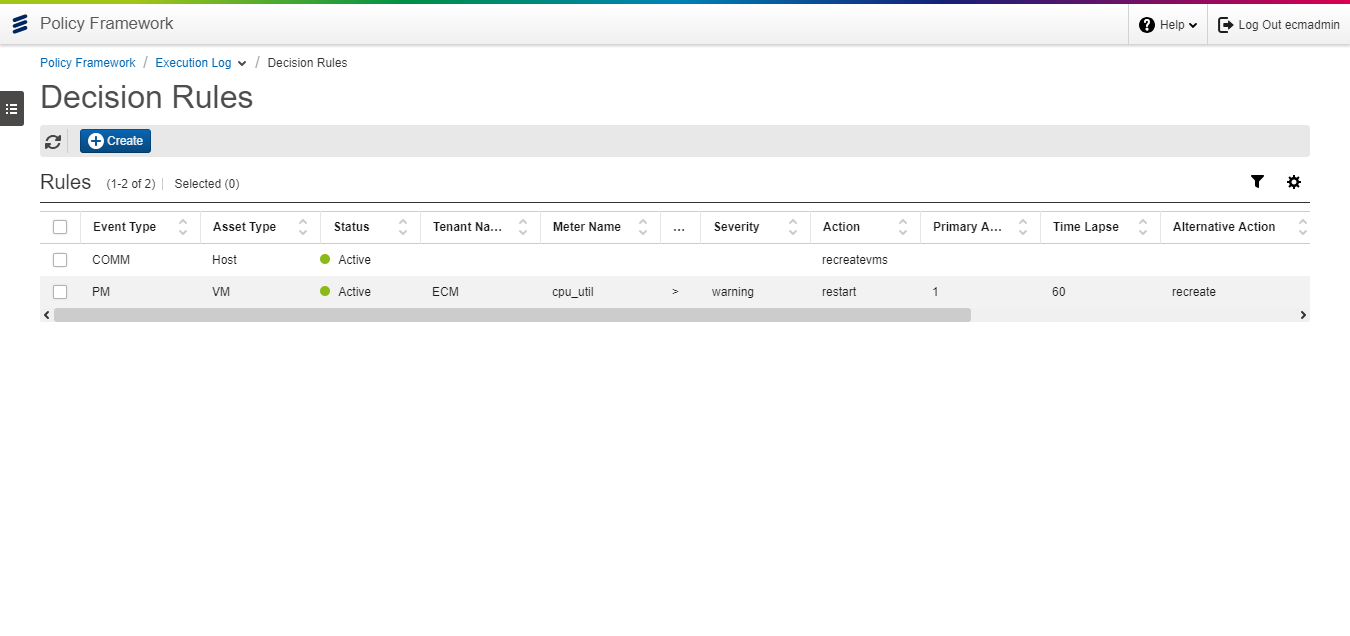 Policy Framework Help Log Out ecmadmin
Policy Framework / Execution Log / Decision Rules
Decision Rules
Create
Rules (1-2 of 2) Selected (0)
Event Type Asset Type Status Tenant Na... Meter Name ... Severity Action Primary A... Time Lapse Alternative Action
COMM Host Active recreatevms
PM VM Active ECM cpu_util > warning restart 1 60 recreate